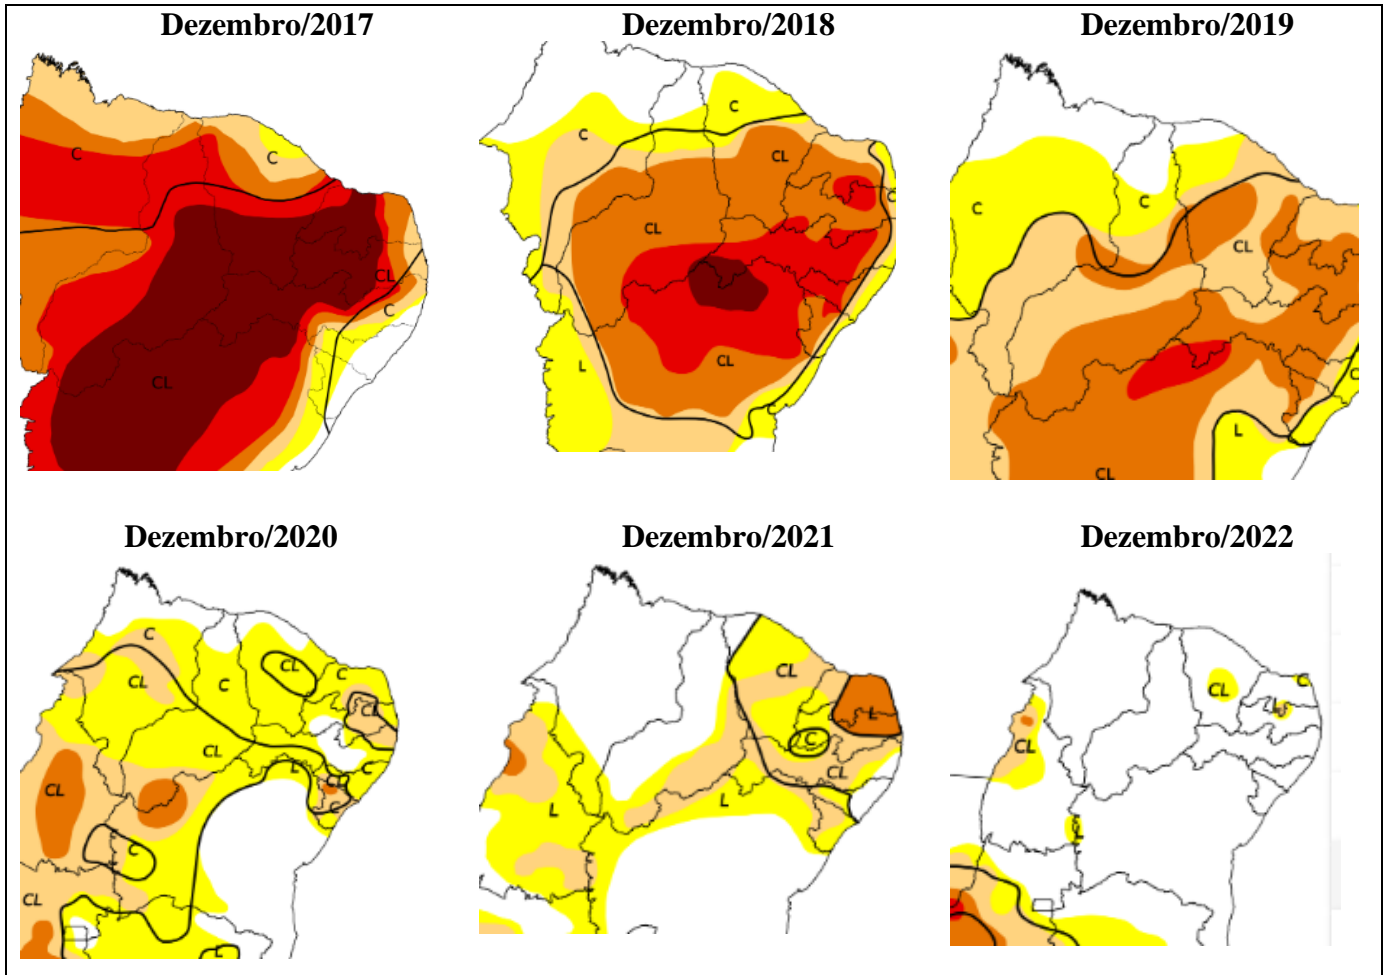 Dezembro/2017 Dezembro/2018 Dezembro/2019
C C CL CL C
C C CL C CL CL L C
C C CL C L CL
Dezembro/2020 Dezembro/2021 Dezembro/2022
C CL C CL C CL CL L CL C C CL C CL L
CL L C CL L L
CL C L CL L